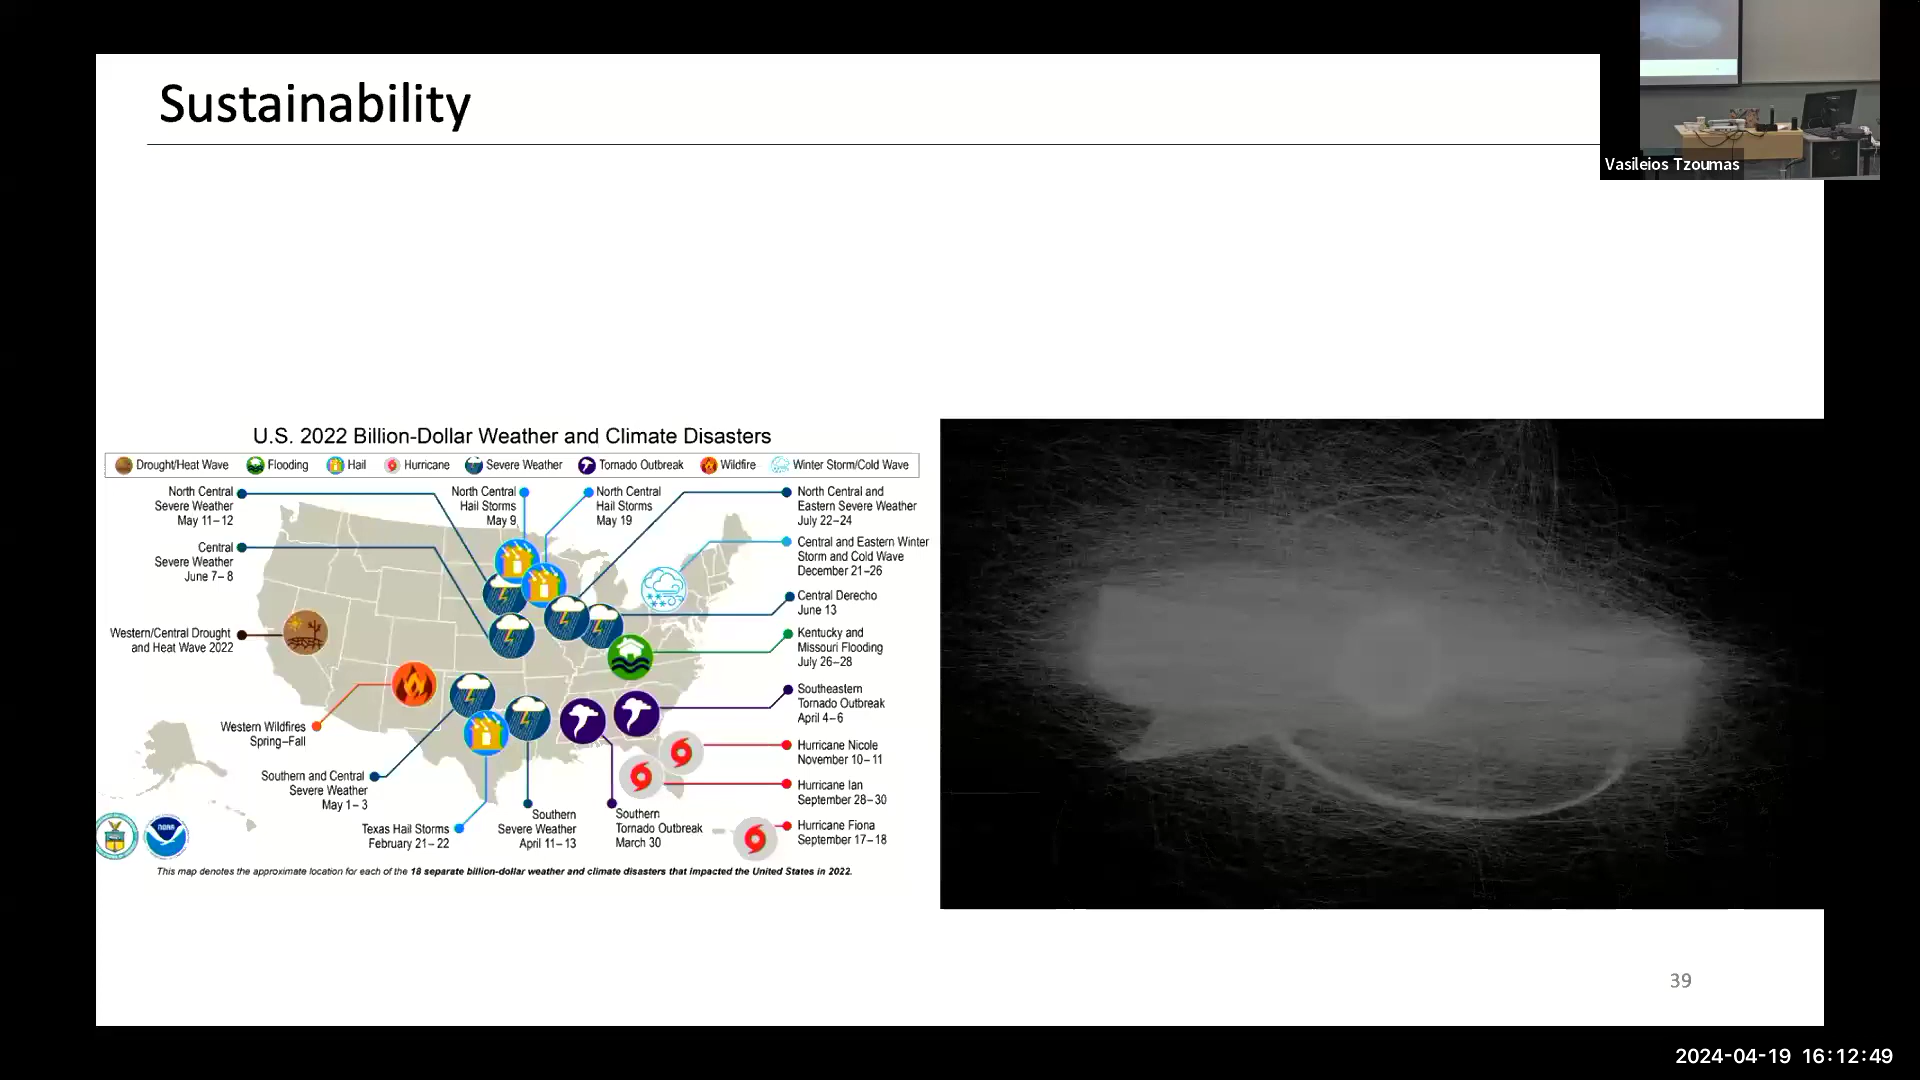 Sustainability
Vasileios Tzoumas
U.S. 2022 Billion-Dollar Weather and Climate Disasters
Drought/Heat Wave Flooding Hail Hurricane Severe Weather Tornado Outbreak Wildfire Winter Storm/Cold Wave
North Central
Severe Weather
May 11–12
North Central
Hail Storms
May 9
North Central
Hail Storms
May 19
North Central and
Eastern Severe Weather
July 22–24
Central
Severe Weather
June 7–8
Central and Eastern Winter
Storm and Cold Wave
December 21–26
Central Derecho
June 13
Western/Central Drought
and Heat Wave 2022
Kentucky and
Missouri Flooding
July 26–28
Southeastern
Tornado Outbreak
April 4–6
Western Wildfires
Spring–Fall
Hurricane Nicole
November 10–11
Southern and Central
Severe Weather
May 1–3
Hurricane Ian
September 28–30
Texas Hail Storms
February 21–22
Southern
Severe Weather
April 11–13
Southern
Tornado Outbreak
March 30
Hurricane Fiona
September 17–18
NOAA
This map denotes the approximate location for each of the 18 separate billion-dollar weather and climate disasters that impacted the United States in 2022.
39
2024-04-19 16:12:49